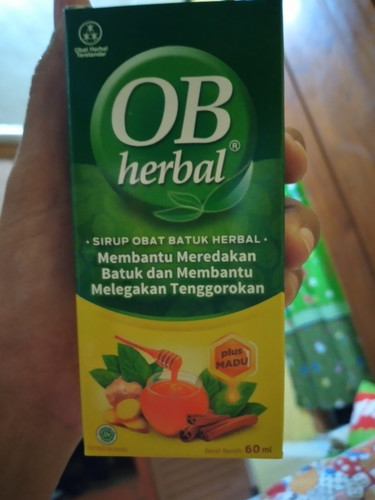 Obat Herbal
Terstandar
OB
herbal®
• SIRUP OBAT BATUK HERBAL •
Membantu Meredakan
Batuk dan Membantu
Melegakan Tenggorokan
plus
MADU
60 ml